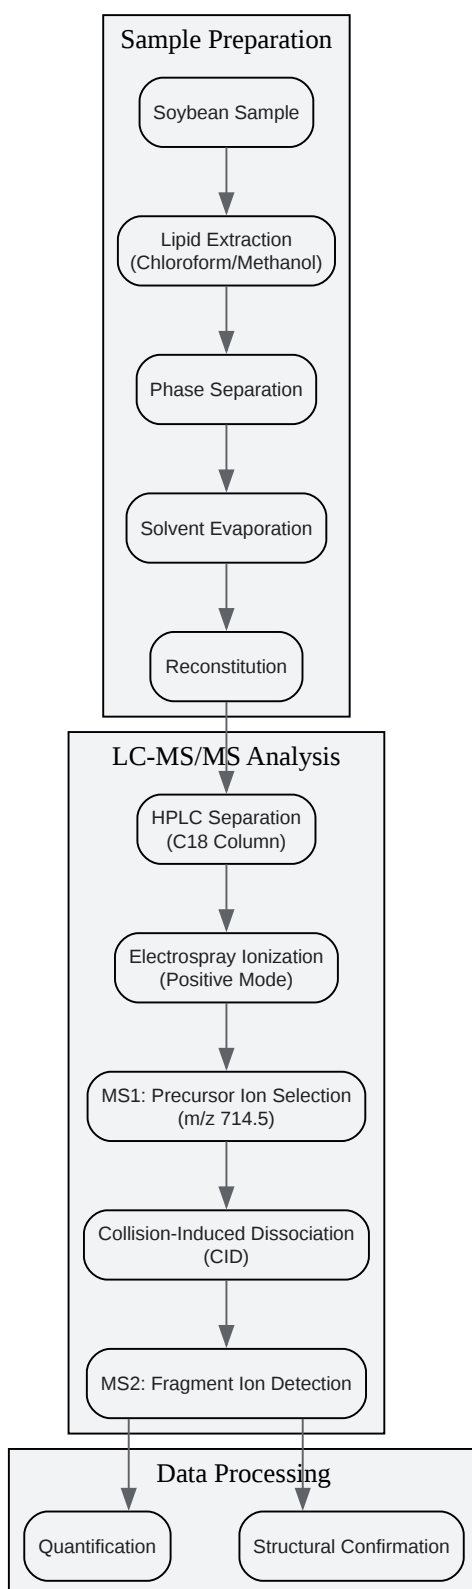 Sample Preparation
Soybean Sample
Lipid Extraction
(Chloroform/Methanol)
Phase Separation
Solvent Evaporation
Reconstitution
LC-MS/MS Analysis
HPLC Separation
(C18 Column)
Electrospray Ionization
(Positive Mode)
MS1: Precursor Ion Selection
(m/z 714.5)
Collision-Induced Dissociation
(CID)
MS2: Fragment Ion Detection
Data Processing
Quantification
Structural Confirmation